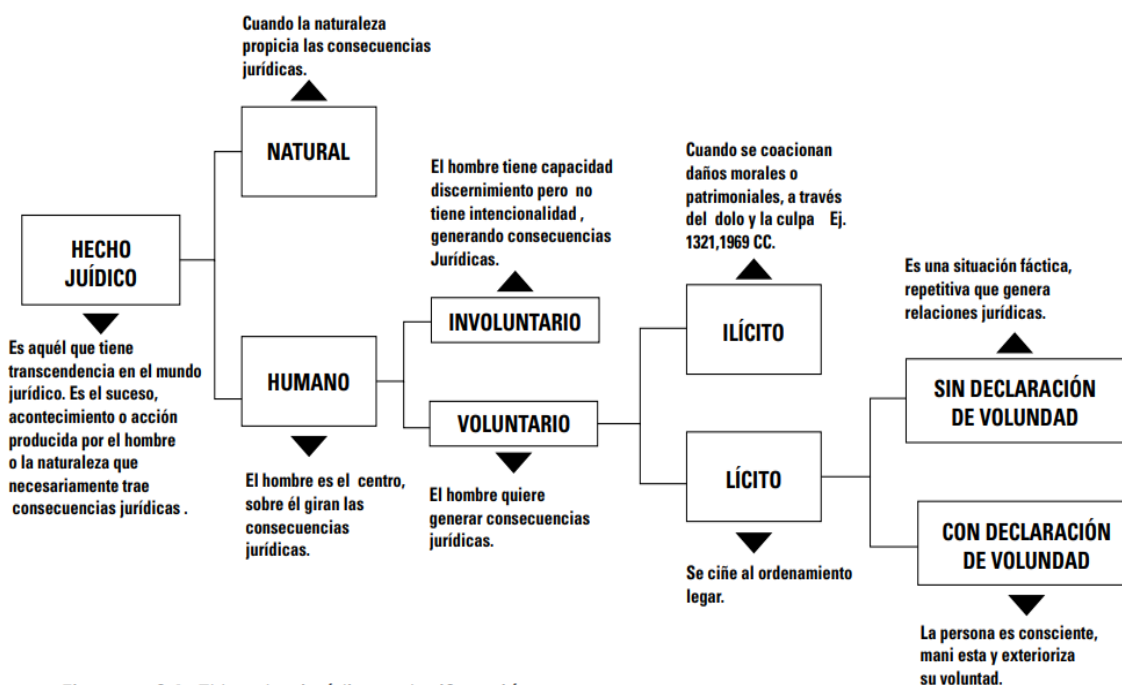 Cuando la naturaleza
propicia las consecuencias
jurídicas.
NATURAL
HECHO
JUÍDICO
Es aquél que tiene
transcendencia en el mundo
jurídico. Es el suceso,
acontecimiento o acción
producida por el hombre
o la naturaleza que
necesariamente trae
consecuencias jurídicas .
HUMANO
El hombre es el centro,
sobre él giran las
consecuencias
jurídicas.
El hombre tiene capacidad
discernimiento pero no
tiene intencionalidad ,
generando consecuencias
Jurídicas.
INVOLUNTARIO
VOLUNTARIO
El hombre quiere
generar consecuencias
jurídicas.
Cuando se coacionan
daños morales o
patrimoniales, a través
del dolo y la culpa Ej.
1321,1969 CC.
ILÍCITO
LÍCITO
Se ciñe al ordenamiento
legar.
Es una situación fáctica,
repetitiva que genera
relaciones jurídicas.
SIN DECLARACIÓN
DE VOLUNDAD
CON DECLARACIÓN
DE VOLUNDAD
La persona es consciente,
mani esta y exterioriza
su voluntad.